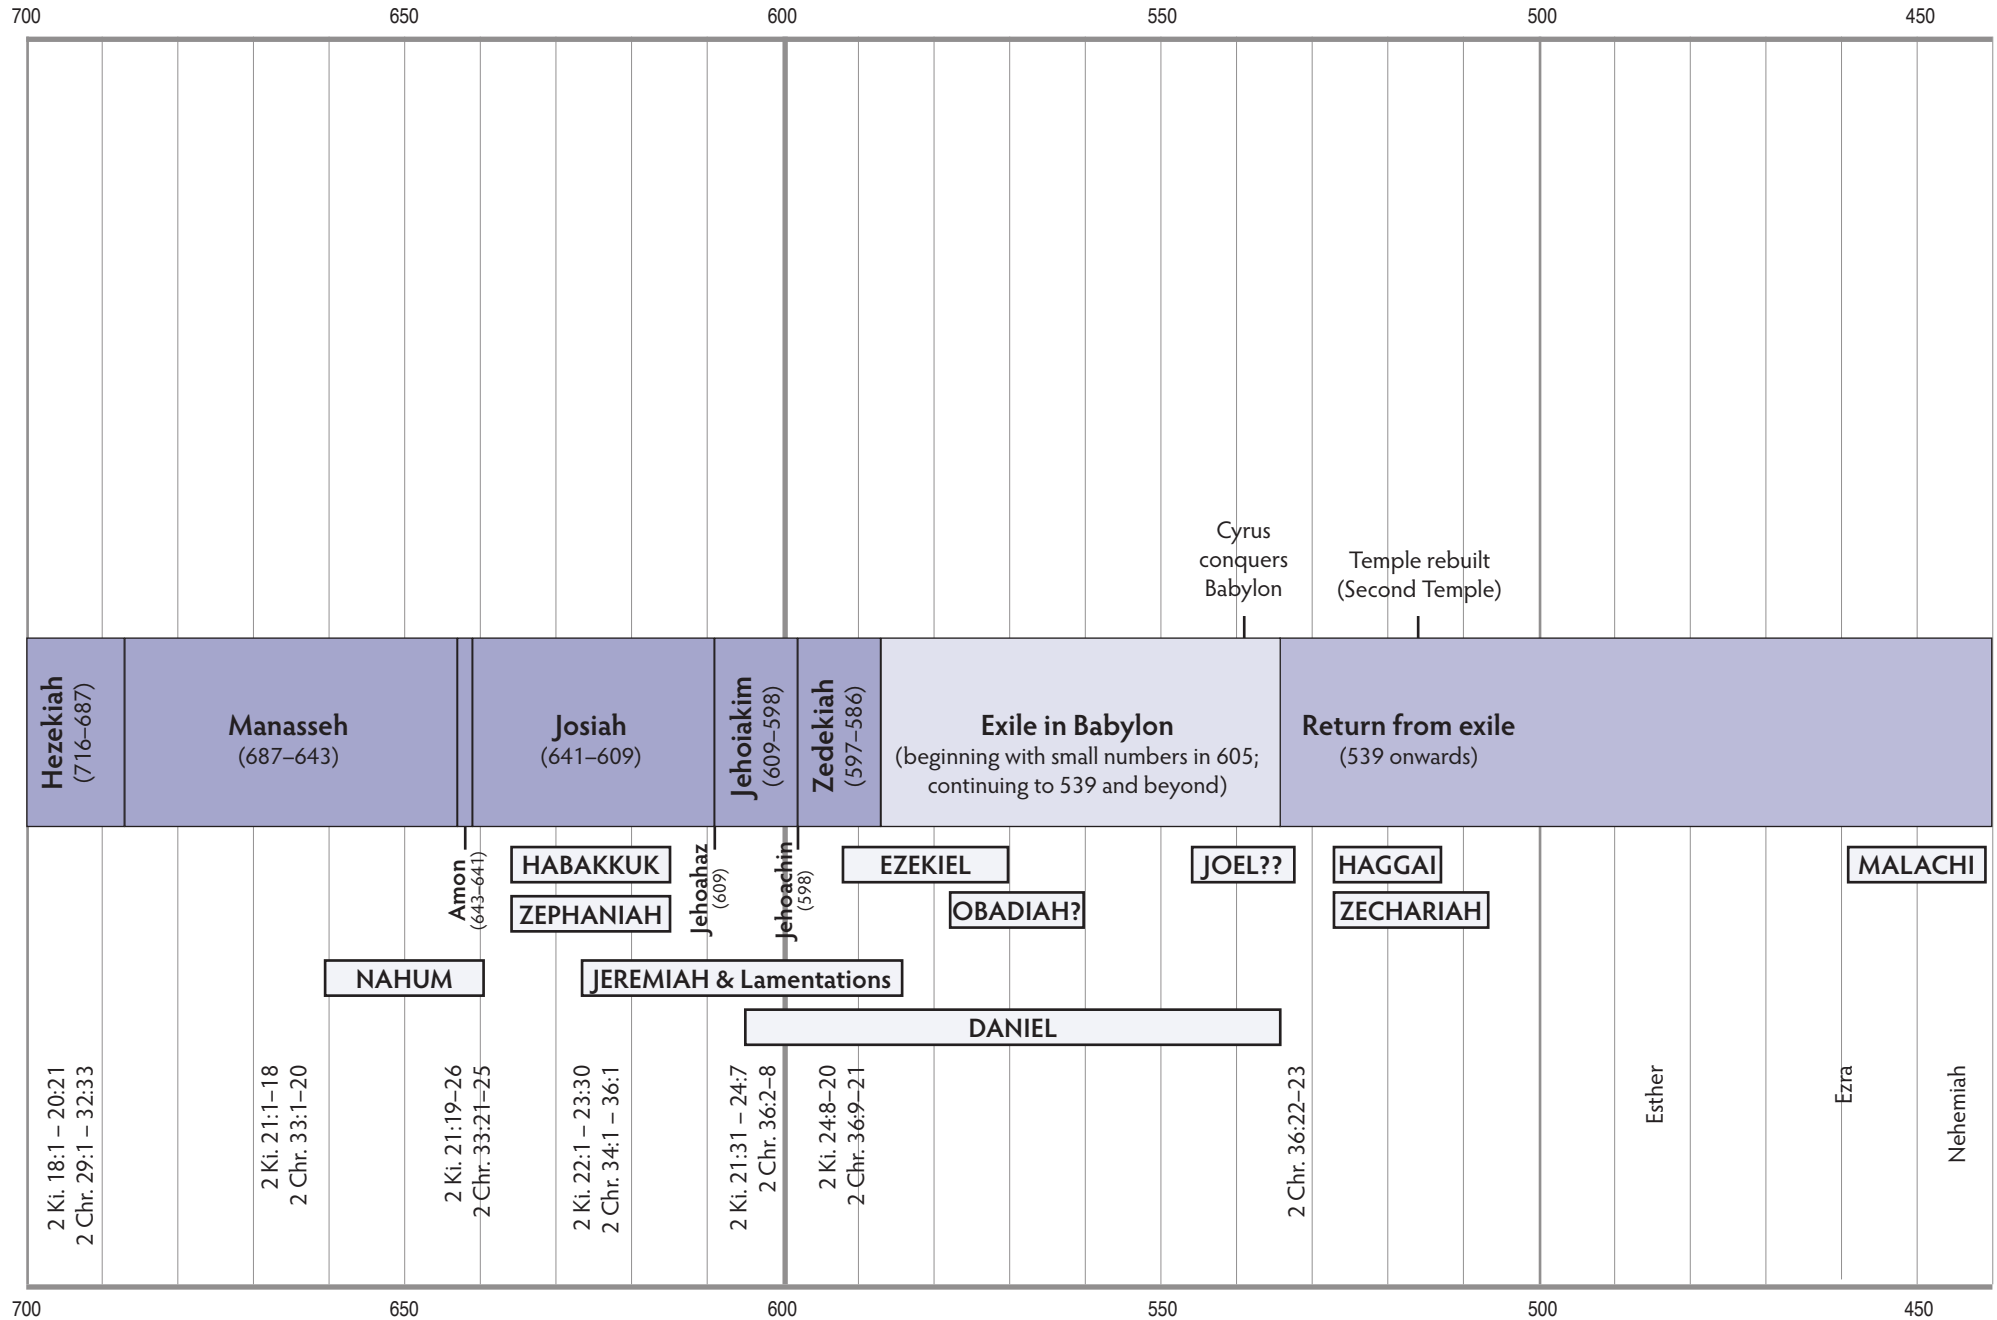 700 650 600 550 500 450
Cyrus
conquers
Babylon
Temple rebuilt
(Second Temple)
Hezekiah
(716–687)
Manasseh
(687–643)
Josiah
(641–609)
Jehoiakim
(609–598)
Zedekiah
(597–586)
Exile in Babylon
(beginning with small numbers in 605;
continuing to 539 and beyond)
Return from exile
(539 onwards)
Amon
(643–641)
HABAKKUK
ZEPHANIAH
Jehoahaz
(609)
Jehoachin
(598)
EZEKIEL
OBADIAH?
JOEL??
HAGGAI
ZECHARIAH
MALACHI
NAHUM
JEREMIAH & Lamentations
DANIEL
2 Ki. 18:1 – 20:21
2 Chr. 29:1 – 32:33
2 Ki. 21:1–18
2 Chr. 33:1–20
2 Ki. 21:19–26
2 Chr. 33:21–25
2 Ki. 22:1 – 23:30
2 Chr. 34:1 – 36:1
2 Ki. 21:31 – 24:7
2 Chr. 36:2–8
2 Ki. 24:8–20
2 Chr. 36:9–21
2 Chr. 36:22–23
Esther
Ezra
Nehemiah
700 650 600 550 500 450